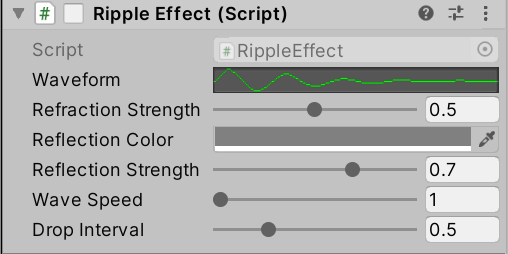 # Ripple Effect (Script)
Script # RippleEffect
Waveform
Refraction Strength 0.5
Reflection Color
Reflection Strength 0.7
Wave Speed 1
Drop Interval 0.5